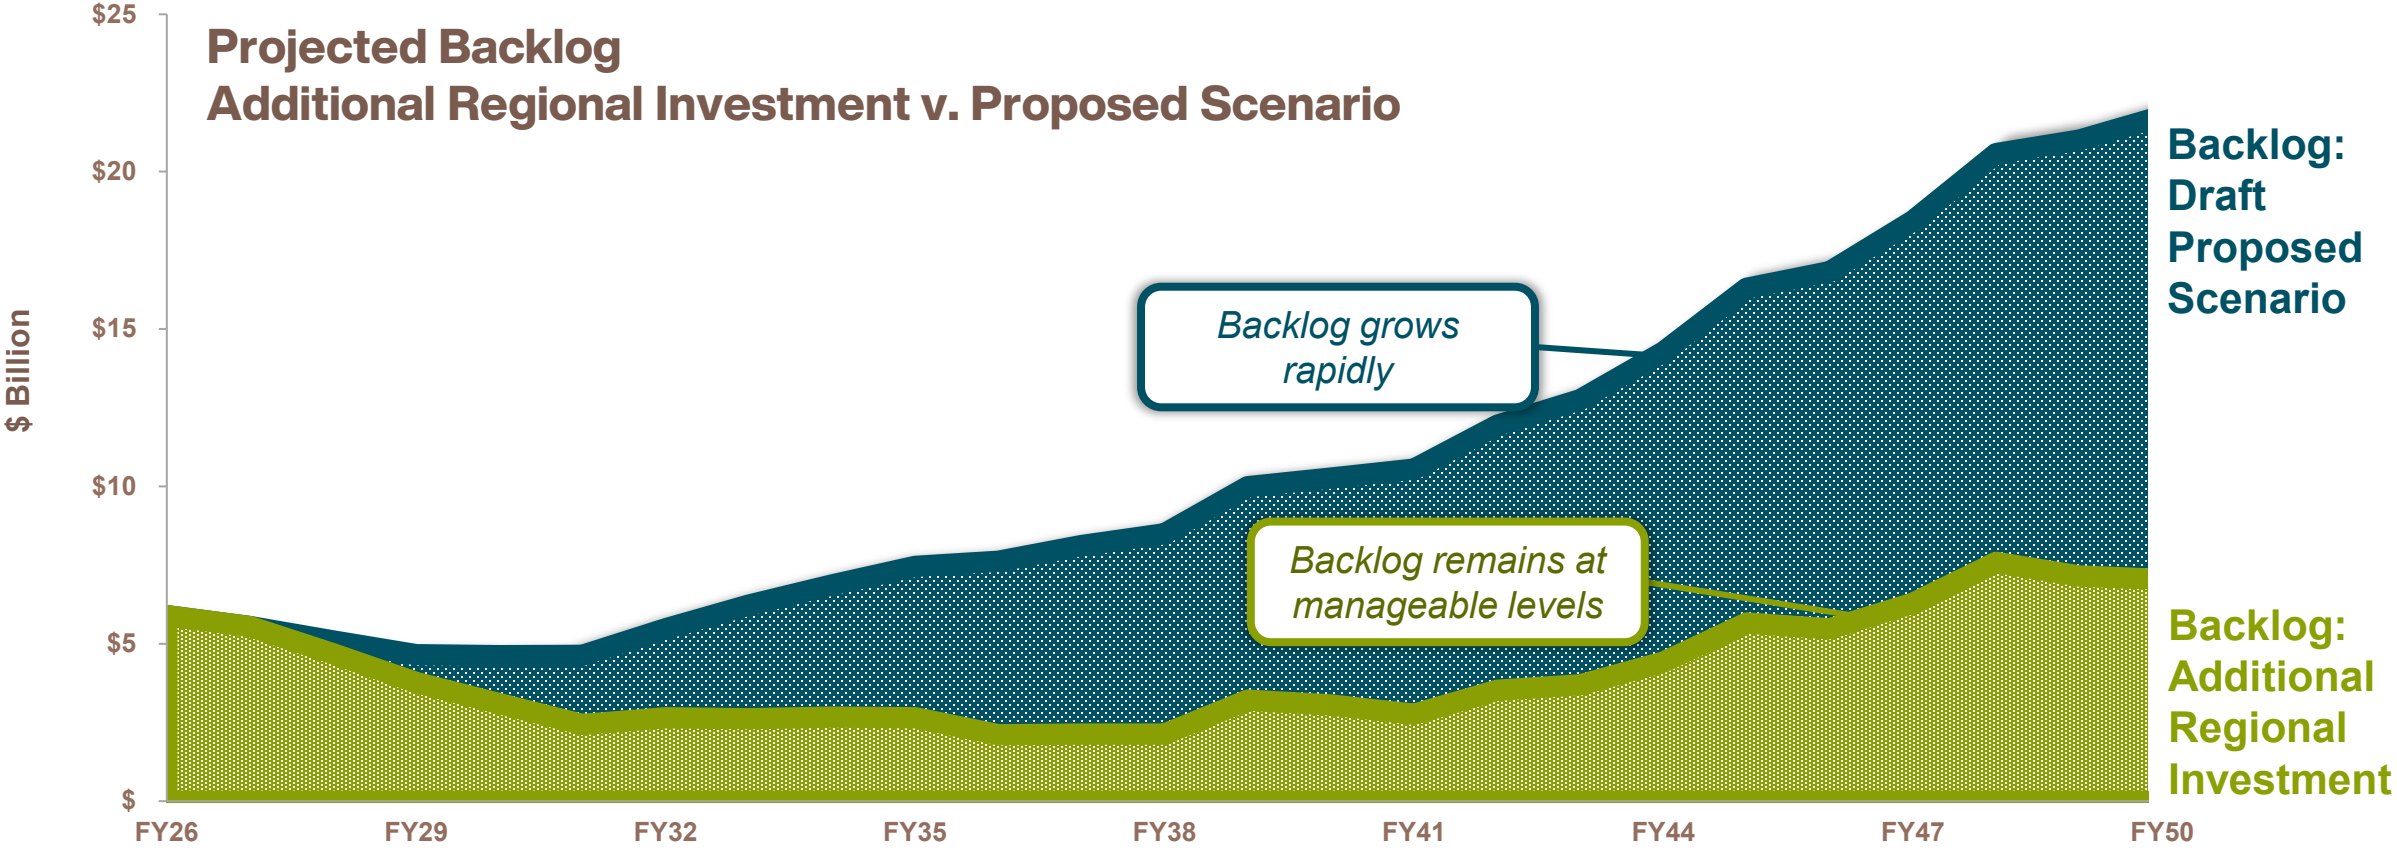 $25
Projected Backlog
Additional Regional Investment v. Proposed Scenario
$20
$15
$10
$5
$
$ Billion
Backlog grows
rapidly
Backlog remains at
manageable levels
Backlog:
Draft
Proposed
Scenario
Backlog:
Additional
Regional
Investment
FY26 FY29 FY32 FY35 FY38 FY41 FY44 FY47 FY50